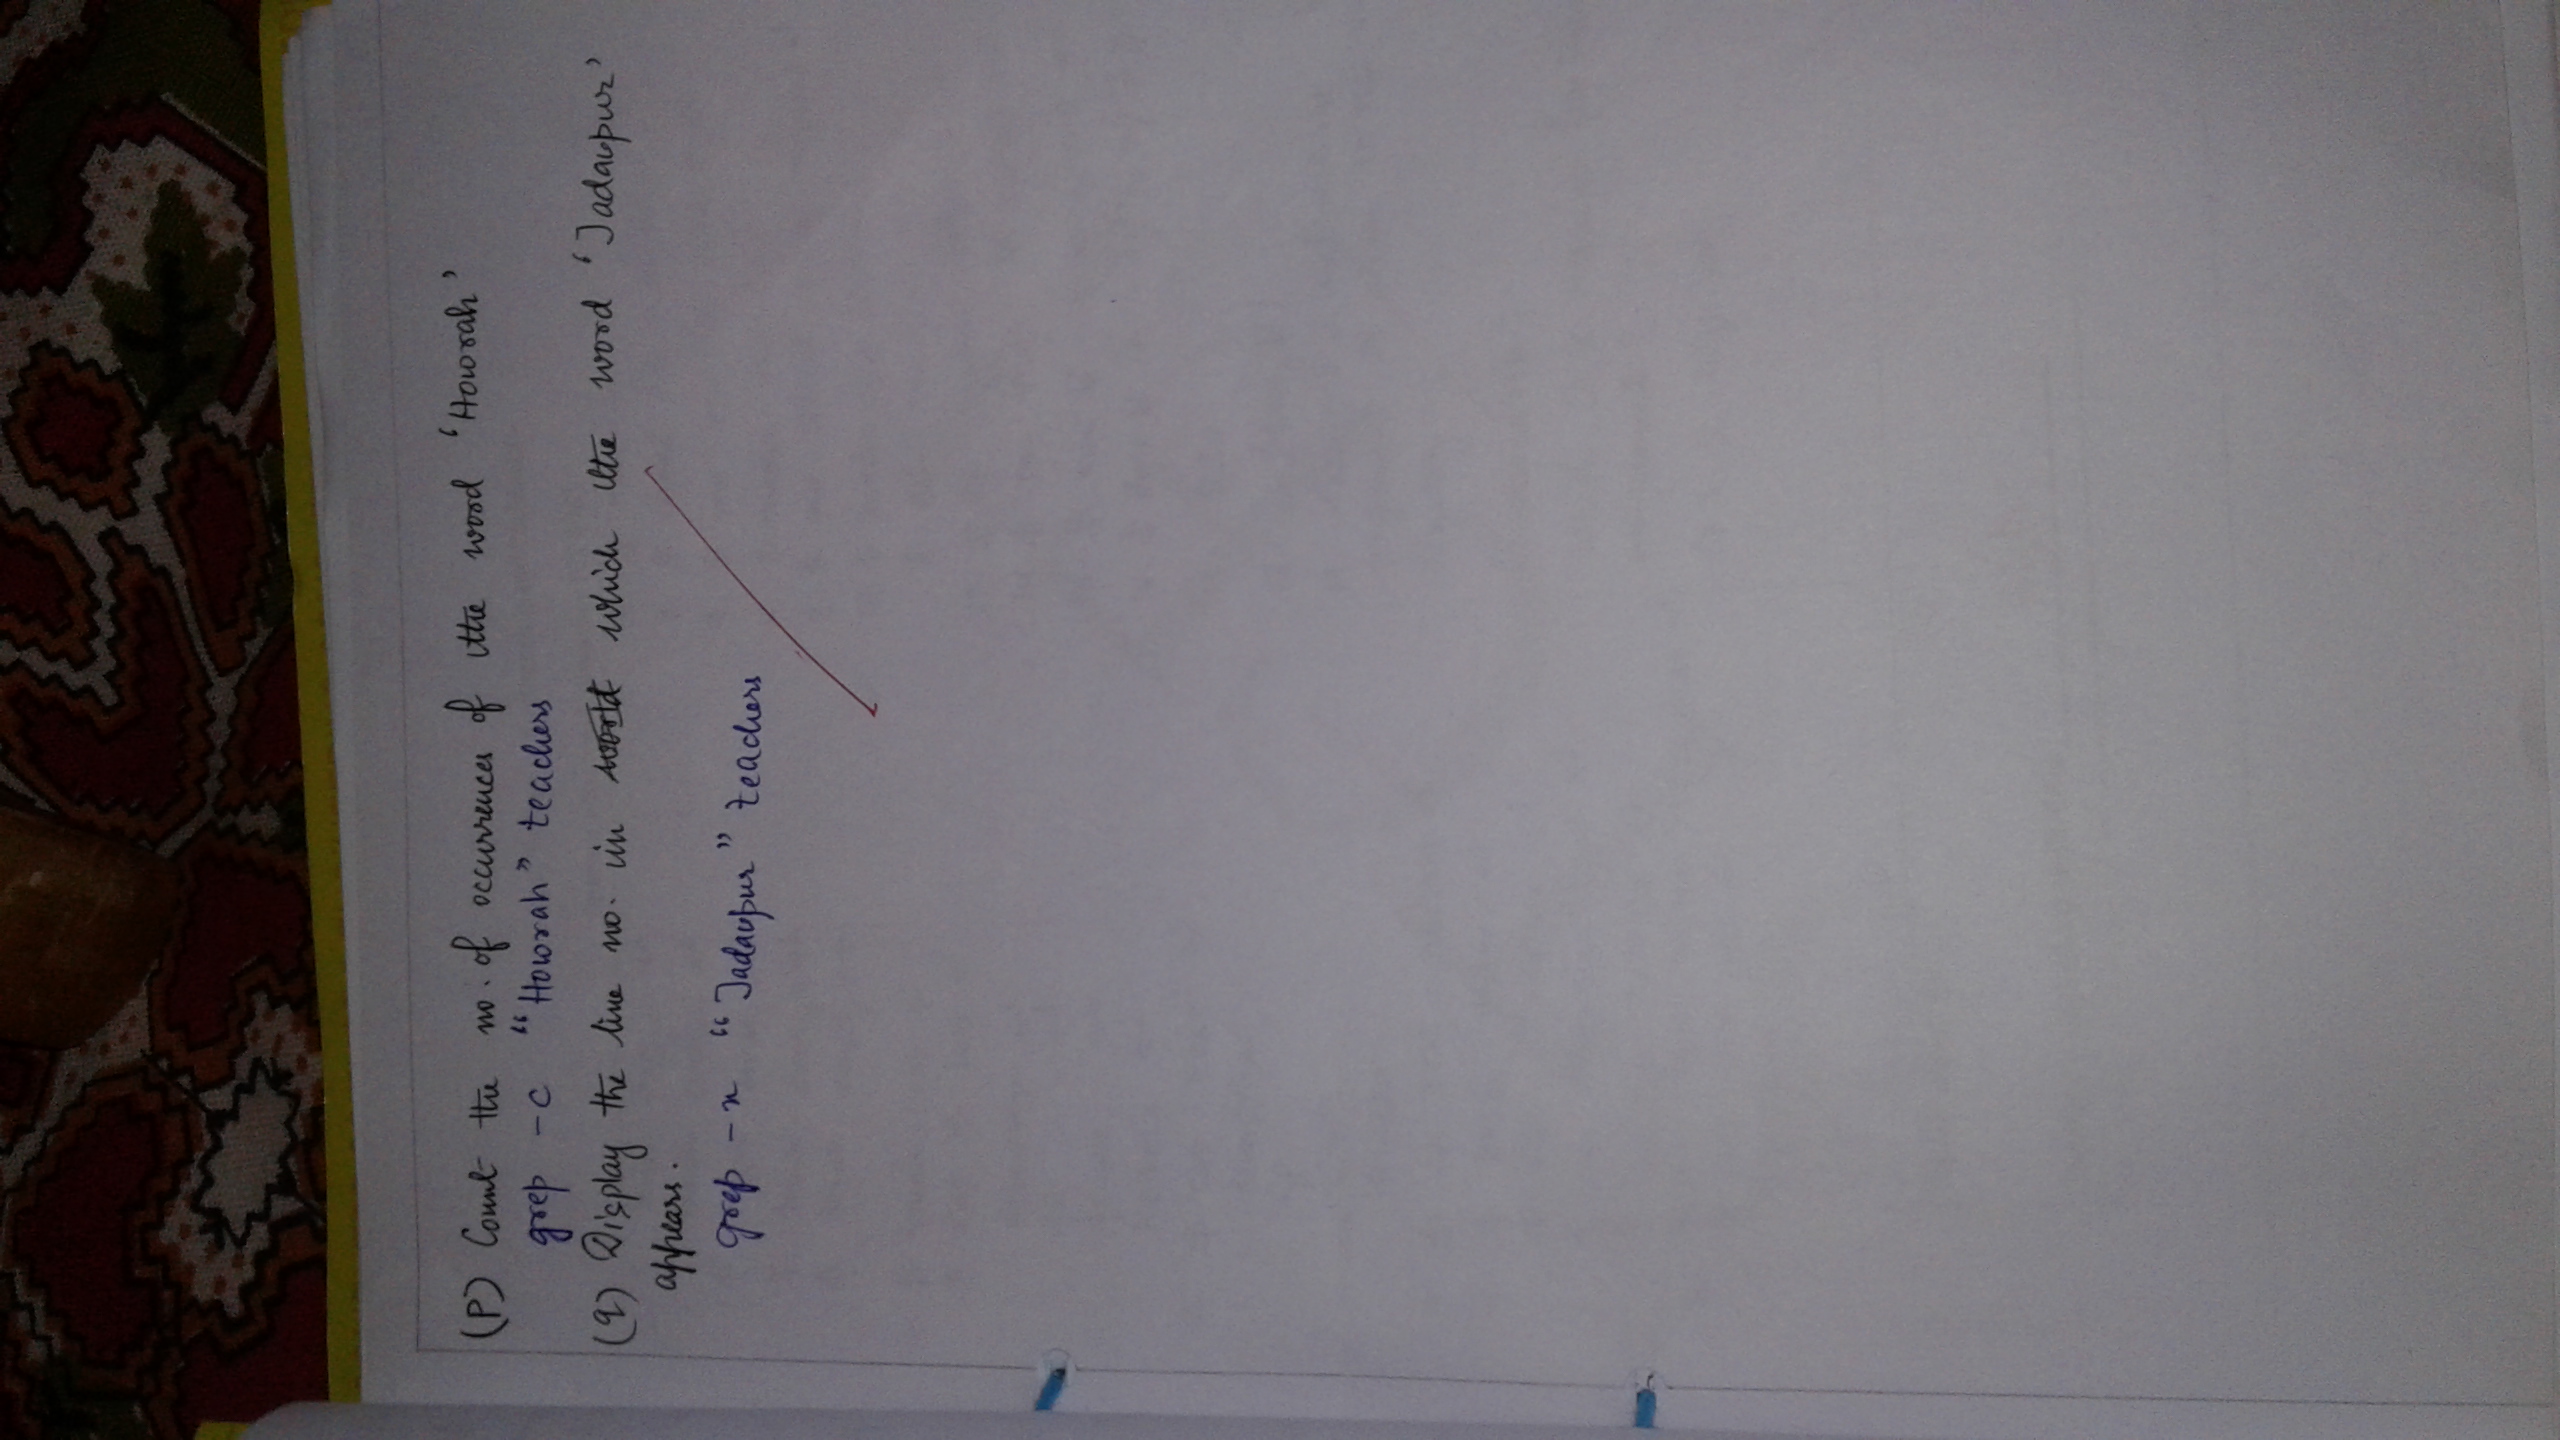 (P) Count the no. of occurrences of the word 'Howrah'
grep -c "Howrah" teachers
(q) Display the line no. in world which the word 'Jadavpur'
appears.
grep -n "Jadavpur" teachers